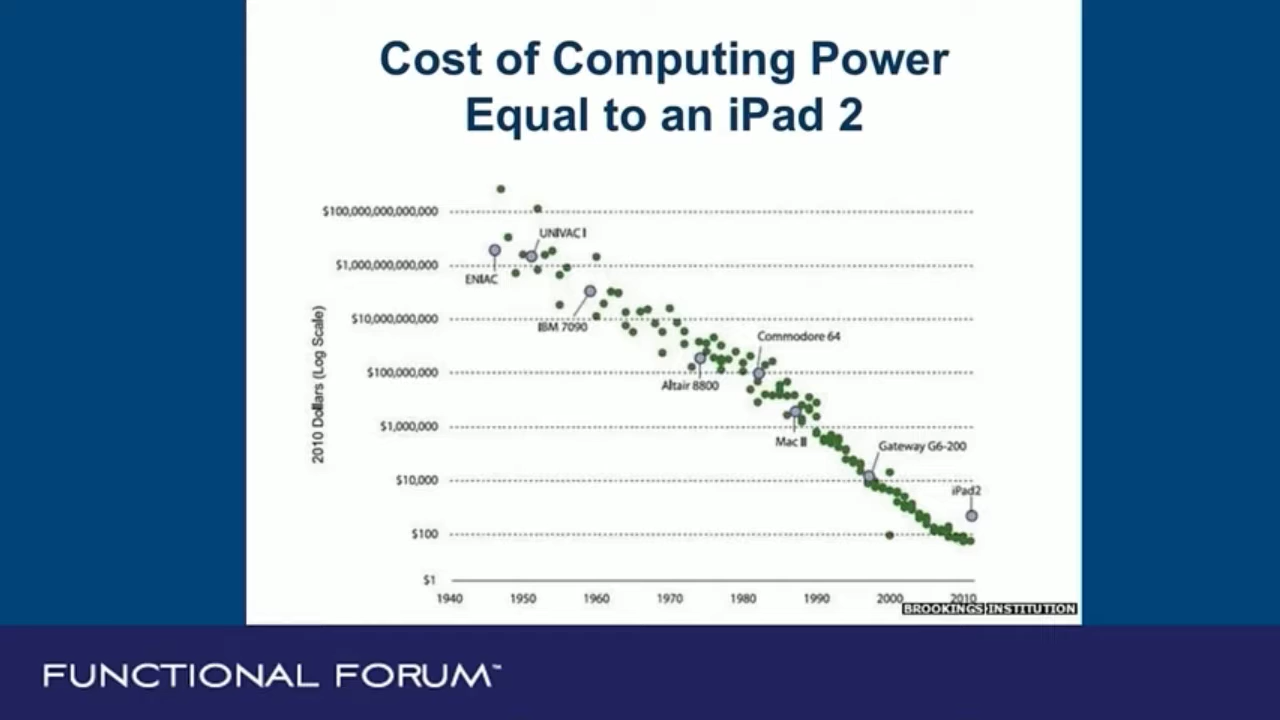 Cost of Computing Power
Equal to an iPad 2
$100,000,000,000,000
$1,000,000,000,000
$10,000,000,000
$100,000,000
$1,000,000
$10,000
$100
$1
2010 Dollars (Log Scale)
UNIVAC I
ENIAC
IBM 7090
Commodore 64
Altair 8800
Mac II
Gateway G6-200
iPad2
1940 1950 1960 1970 1980 1990 2000 2010
BROOKINGS INSTITUTION
FUNCTIONAL FORUM™